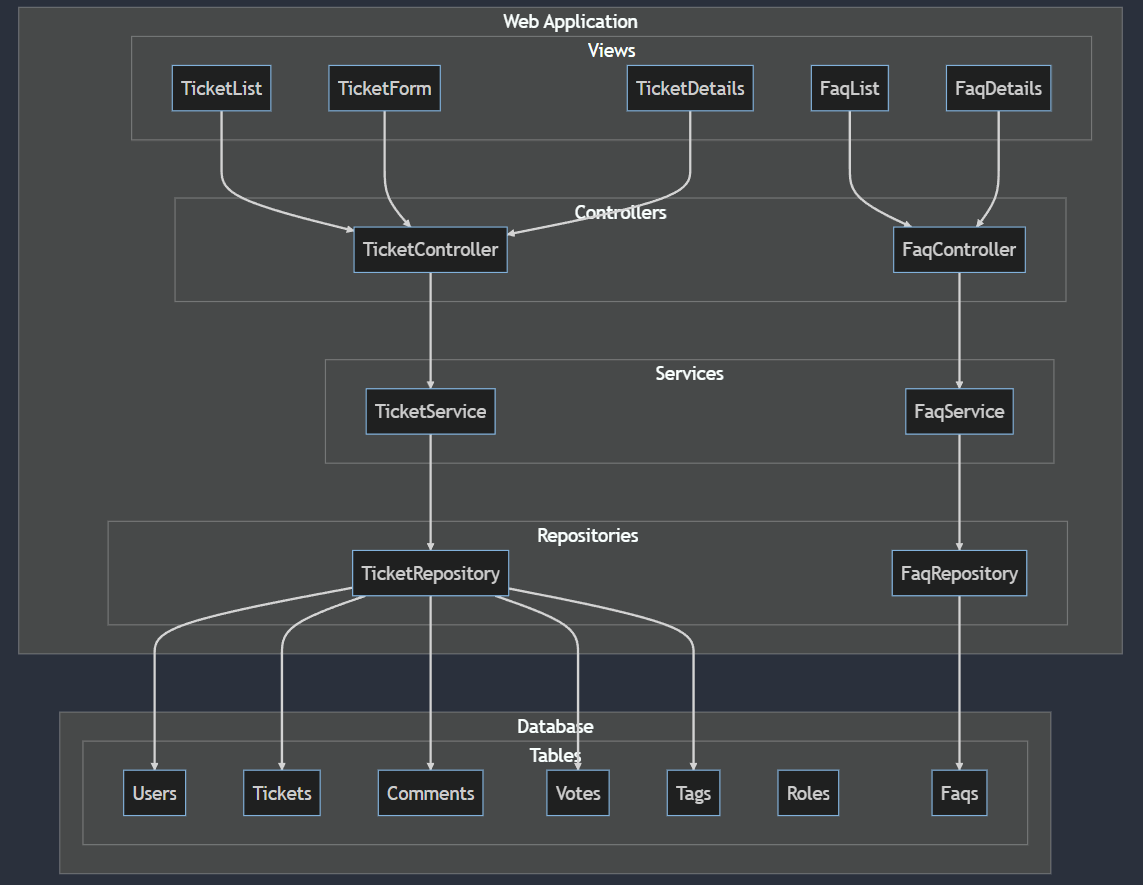 Web Application
Views
TicketList
TicketForm
TicketDetails
FaqList
FaqDetails
Controllers
TicketController
FaqController
Services
TicketService
FaqService
Repositories
TicketRepository
FaqRepository
Database
Tables
Users
Tickets
Comments
Votes
Tags
Roles
Faqs